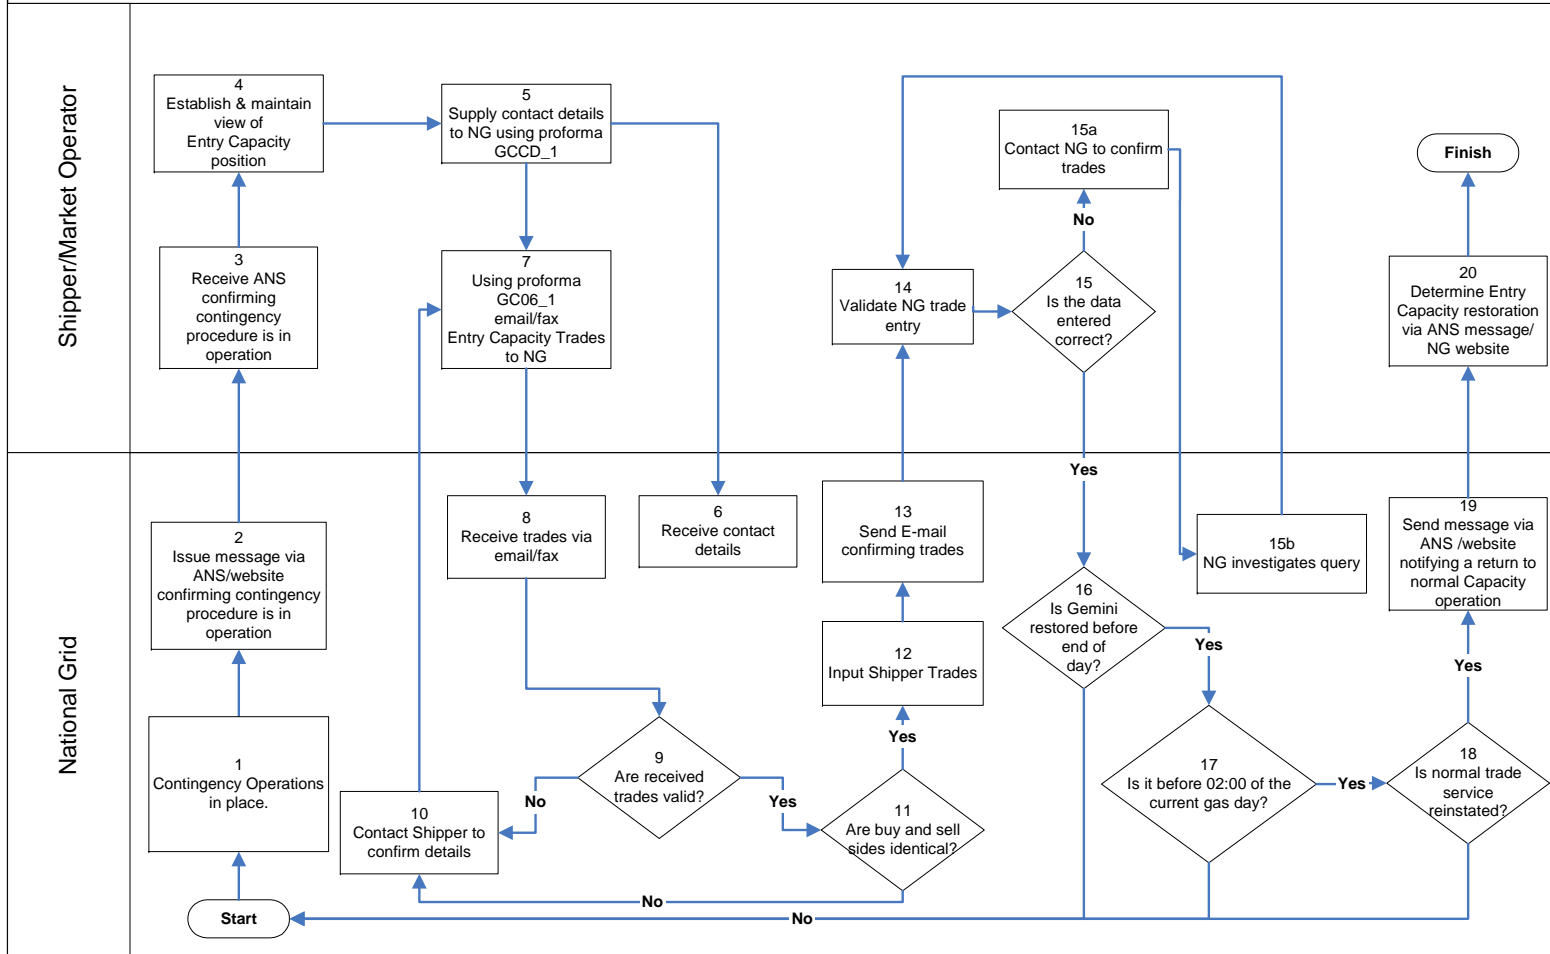 Shipper/Market Operator
4
Establish & maintain
view of
Entry Capacity
position
5
Supply contact details
to NG using proforma
GCCD_1
15a
Contact NG to confirm
trades
Finish
No
3
Receive ANS
confirming
contingency
procedure is in
operation
7
Using proforma
GC06_1
email/fax
Entry Capacity Trades
to NG
14
Validate NG trade
entry
15
Is the data
entered
correct?
20
Determine Entry
Capacity restoration
via ANS message/
NG website
National Grid
Yes
2
Issue message via
ANS/website
confirming contingency
procedure is in
operation
8
Receive trades via
email/fax
6
Receive contact
details
13
Send E-mail
confirming trades
15b
NG investigates query
19
Send message via
ANS /website
notifying a return to
normal Capacity
operation
16
Is Gemini
restored before
end of
day?
Yes
12
Input Shipper Trades
Yes
Yes
1
Contingency Operations
in place.
9
Are received
trades valid?
No
Yes
17
Is it before 02:00 of the
current gas day?
Yes
18
Is normal trade
service
reinstated?
10
Contact Shipper to
confirm details
11
Are buy and sell
sides identical?
No
Start
No